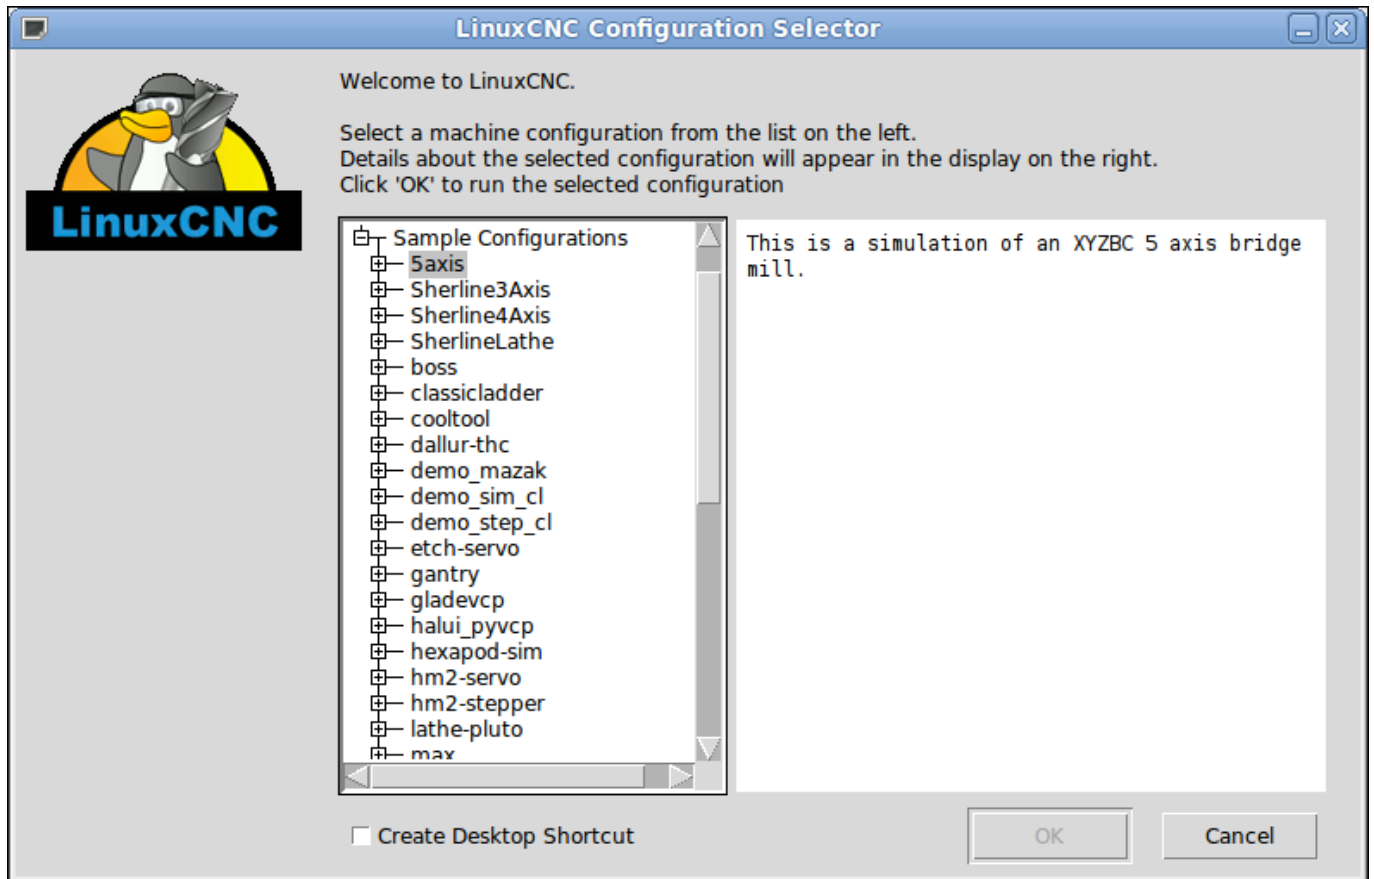 LinuxCNC Configuration Selector
LinuxCNC
Welcome to LinuxCNC.
Select a machine configuration from the list on the left.
Details about the selected configuration will appear in the display on the right.
Click 'OK' to run the selected configuration
Sample Configurations
5axis
Sherline3Axis
Sherline4Axis
SherlineLathe
boss
classicladder
cooltool
dallur-thc
demo_mazak
demo_sim_cl
demo_step_cl
etch-servo
gantry
gladevcp
halui_pyvcp
hexapod-sim
hm2-servo
hm2-stepper
lathe-pluto
max
This is a simulation of an XYZBC 5 axis bridge
mill.
Create Desktop Shortcut
OK
Cancel